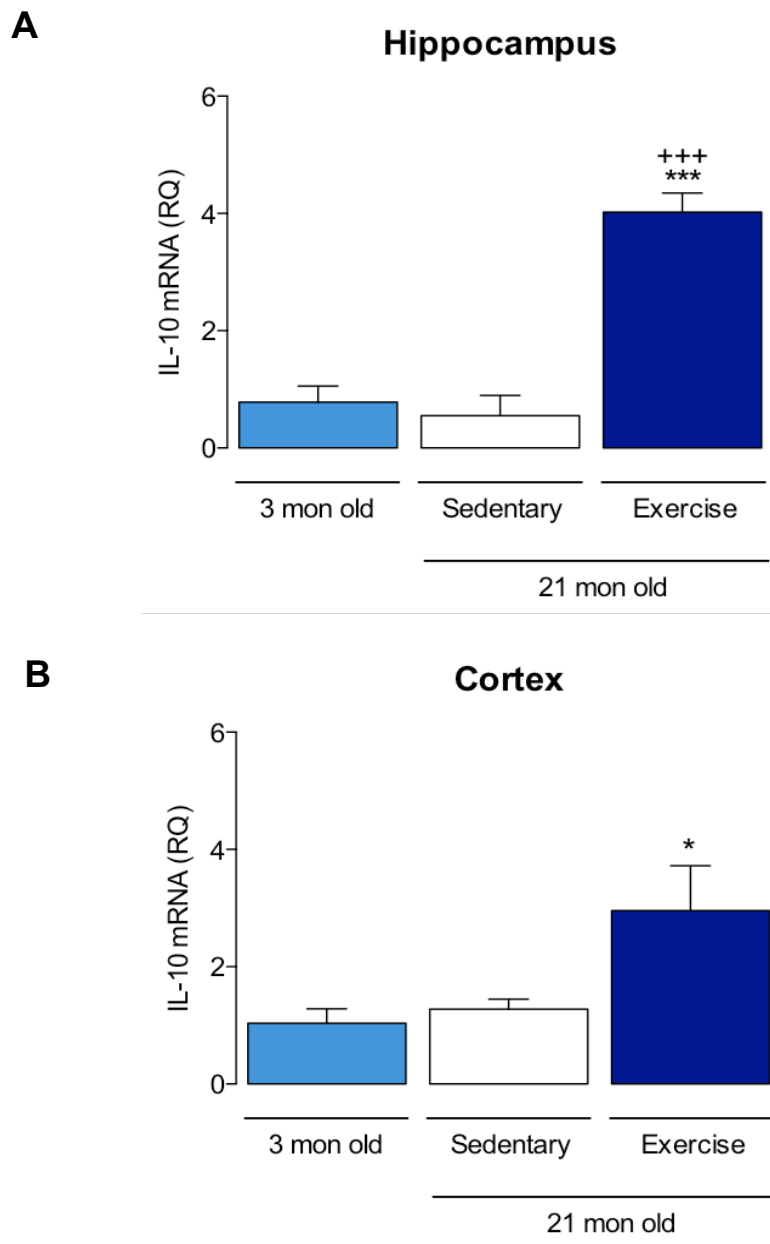 A
Hippocampus
6
4
2
0
IL-10 mRNA (RQ)
+++
***
3 mon old
Sedentary
Exercise
21 mon old
B
Cortex
6
4
2
0
IL-10 mRNA (RQ)
*
3 mon old
Sedentary
Exercise
21 mon old